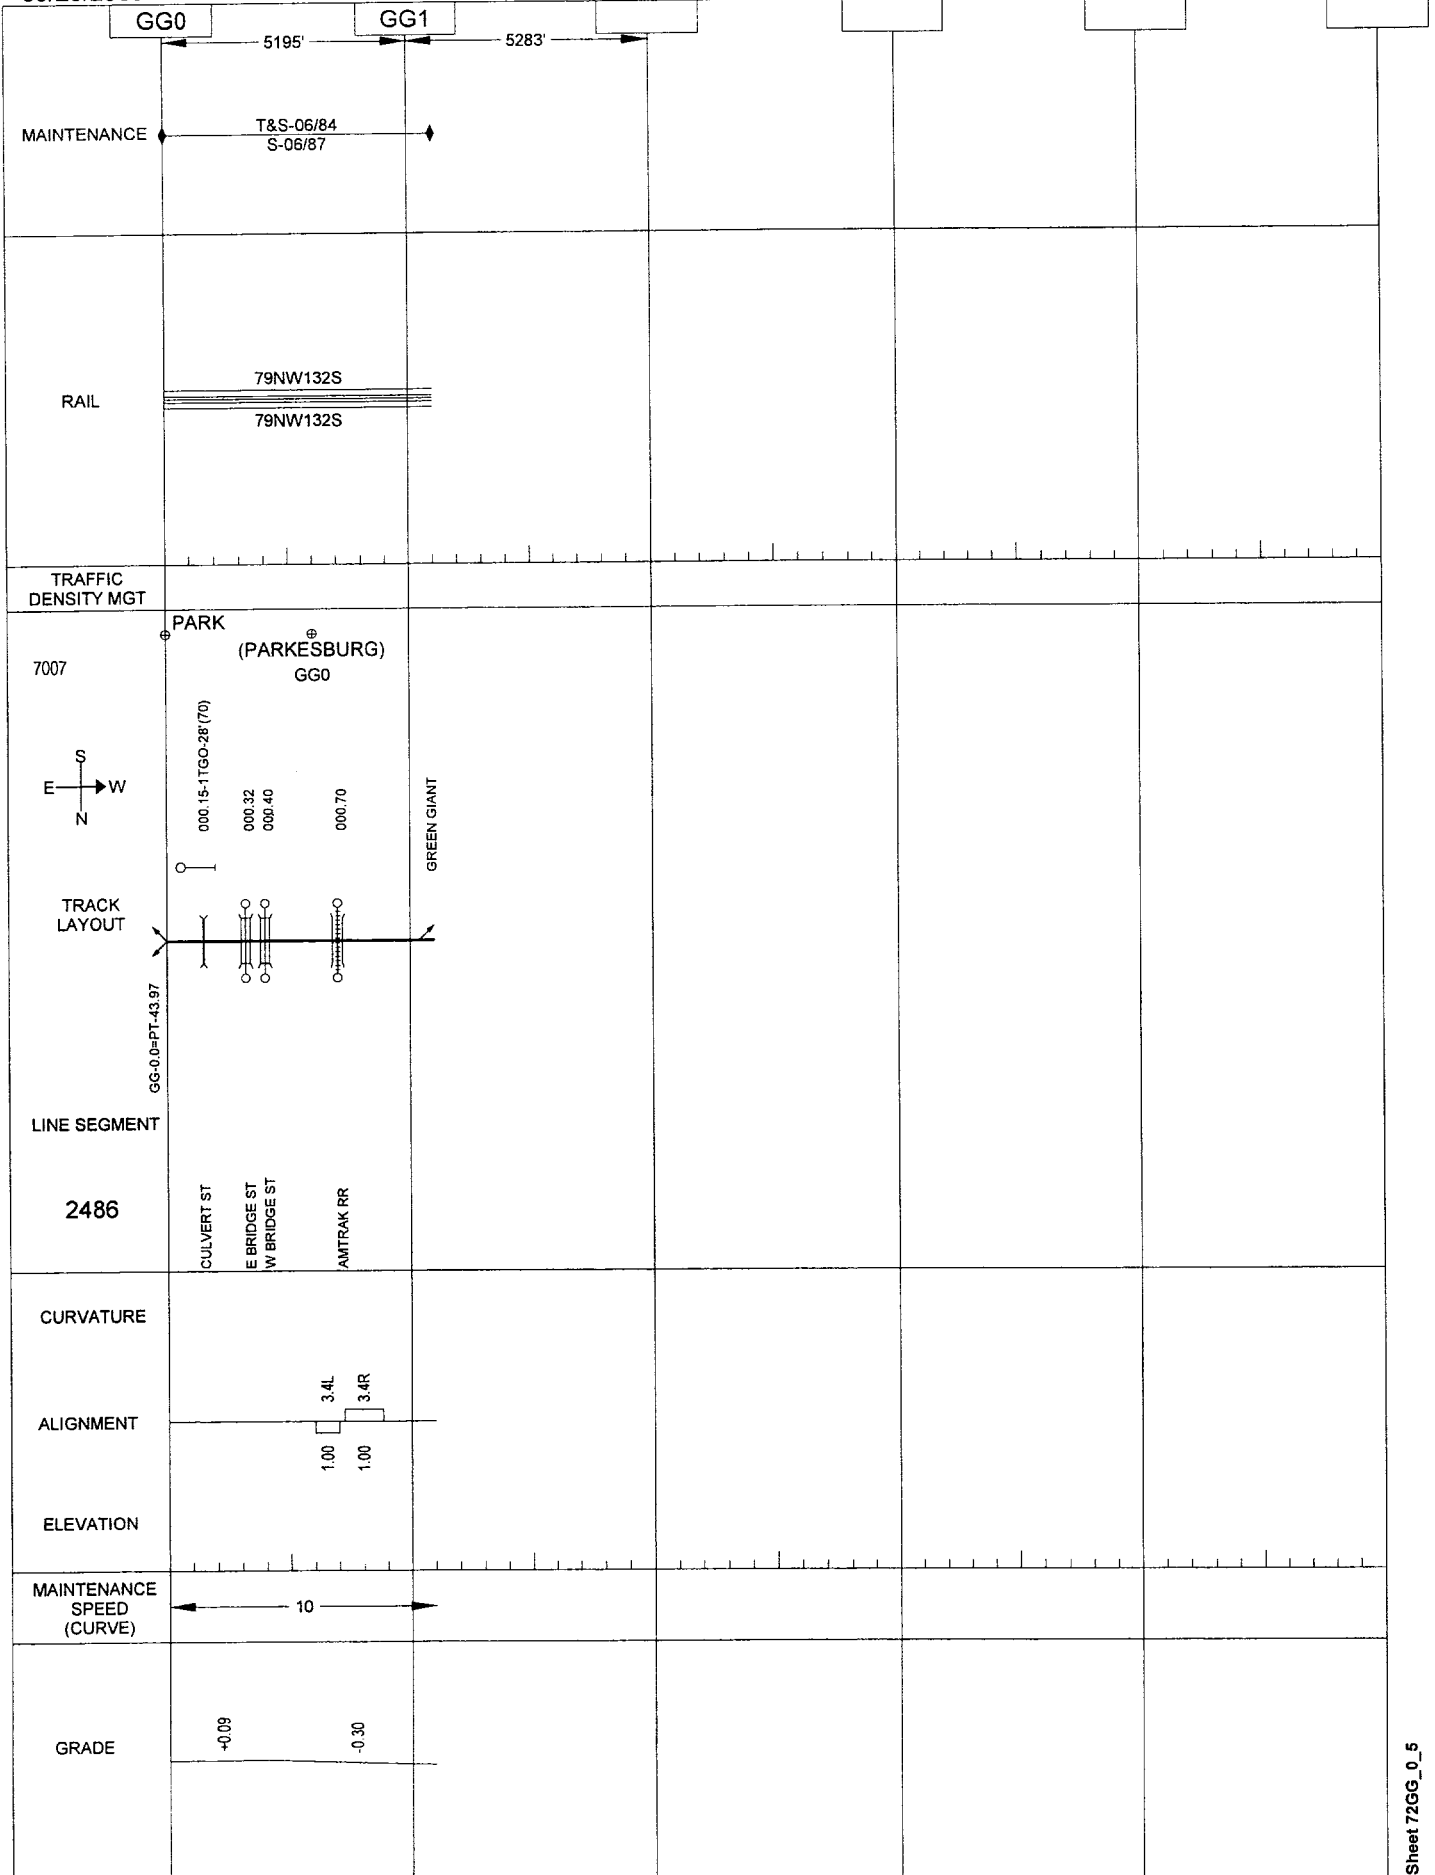 GG0
GG1
5195'
5283'
MAINTENANCE
T&S-06/84
S-06/87
RAIL
79NW132S
79NW132S
TRAFFIC
DENSITY MGT
PARK
(PARKESBURG)
GG0
7007
S
E
W
N
000.15-1TGO-28'(70)
000.32
000.40
000.70
GREEN GIANT
TRACK
LAYOUT
GG-0.0=PT-43.97
LINE SEGMENT
2486
CULVERT ST
E BRIDGE ST
W BRIDGE ST
AMTRAK RR
CURVATURE
3.4L
3.4R
ALIGNMENT
1.00
1.00
ELEVATION
MAINTENANCE
SPEED
(CURVE)
10
GRADE
+0.09
-0.30
Sheet 72GG_0_5